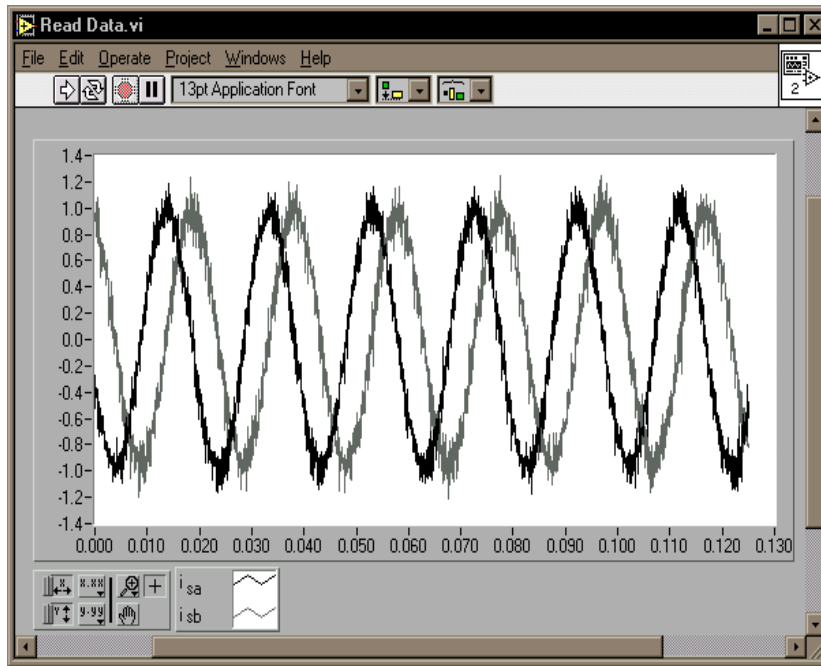 Read Data.vi
File Edit Operate Project Windows Help
13pt Application Font
2
1.4
1.2
1.0
0.8
0.6
0.4
0.2
0.0
-0.2
-0.4
-0.6
-0.8
-1.0
-1.2
-1.4
0.000 0.010 0.020 0.030 0.040 0.050 0.060 0.070 0.080 0.090 0.100 0.110 0.120 0.130
x.xx
y.yy
i sa
i sb